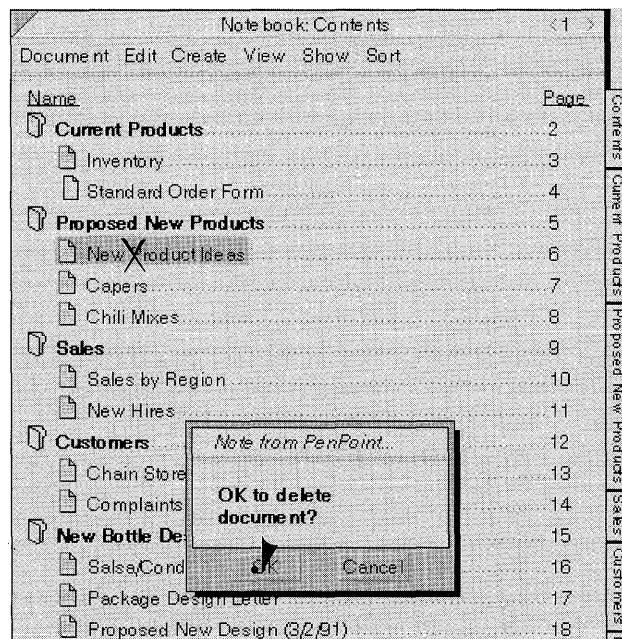 Notebook: Contents <1 >
Document Edit Create View Show Sort
Name Page
Current Products 2
Inventory 3
Standard Order Form 4
Proposed New Products 5
New Product Ideas 6
Capers 7
Chili Mixes 8
Sales 9
Sales by Region 10
New Hires 11
Customers 12
Chain Store 13
Complaints 14
New Bottle De 15
Salsa/Cond 16
Package Design Letter 17
Proposed New Design (3/2/91) 18
Note from PenPoint...
OK to delete
document?
OK Cancel
Contents
Current Products
Proposed New Products
Sales
Customers